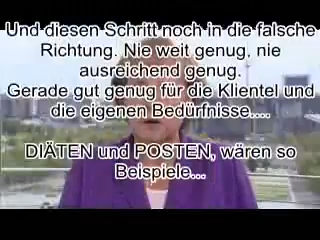 Und diesen Schritt noch in die falsche
Richtung. Nie weit genug, nie
ausreichend genug.
Gerade gut genug für die Klientel und
die eigenen Bedürfnisse....
DIÄTEN und POSTEN, wären so
Beispiele...